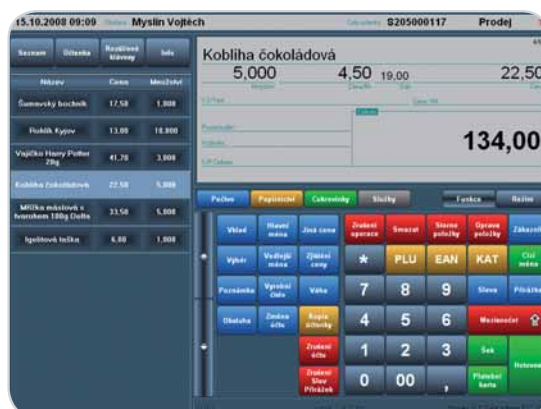 15.10.2008 09:09 Myslín Vojtěch S205000117 Prodej
Seznam Účtenka Rozšířené klávesy Info
Název Cena Množství
Šumavský bochník 17,50 1,000
Rohlík Kyjov 13,00 10,000
Vajíčko Harry Potter 20g 41,70 3,000
Kobliha čokoládová 22,50 5,000
Mřížka máslová s tvarohem 100g Delta 33,50 5,000
Igelitová taška 6,00 1,000
Kobliha čokoládová
5,000 4,50 19,00 22,50
134,00
Pečivo Papírnictví Cukrovinky Služby Funkce Režim
Vklad Hlavní měna Jiná cena Zrušení operace Smazat Storno položky Oprava položky Zákazník
Výběr Vedlejší měna Zjištění ceny * PLU EAN KAT Cizí měna
Poznámka Výrobní číslo Váha 7 8 9 Sleva Přirážka
Obsluha Změna účtu Kopie účtenky 4 5 6 Mezisoučet
Zrušení účtu 1 2 3 Šek Hotovost
Zrušení Slev Přirážek 0 00 , Platební karta